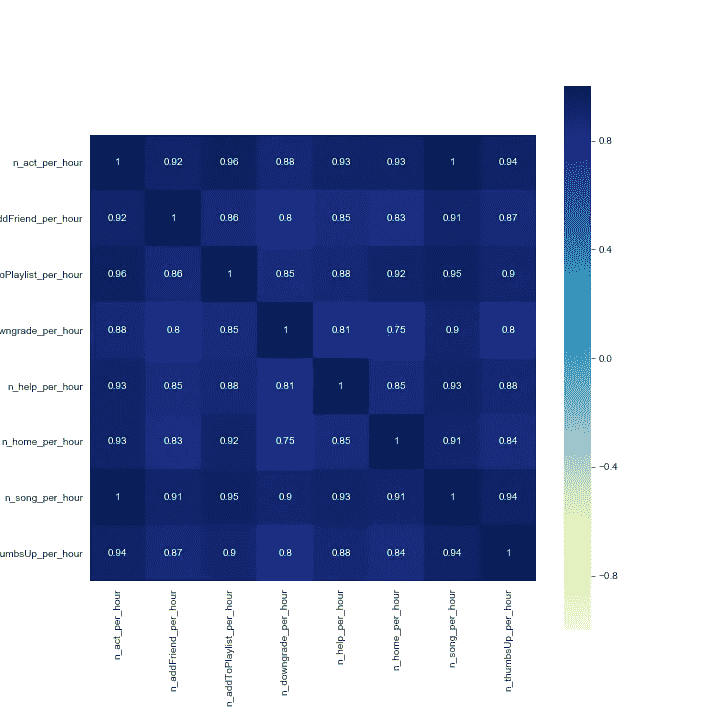 n_act_per_hour 1 0.92 0.96 0.88 0.93 0.93 1 0.94
ddFriend_per_hour 0.92 1 0.86 0.8 0.85 0.83 0.91 0.87
oPlaylist_per_hour 0.96 0.86 1 0.85 0.88 0.92 0.95 0.9
wngrade_per_hour 0.88 0.8 0.85 1 0.81 0.75 0.9 0.8
n_help_per_hour 0.93 0.85 0.88 0.81 1 0.85 0.93 0.88
n_home_per_hour 0.93 0.83 0.92 0.75 0.85 1 0.91 0.84
n_song_per_hour 1 0.91 0.95 0.9 0.93 0.91 1 0.94
umbsUp_per_hour 0.94 0.87 0.9 0.8 0.88 0.84 0.94 1
n_act_per_hour
n_addFriend_per_hour
n_addToPlaylist_per_hour
n_downgrade_per_hour
n_help_per_hour
n_home_per_hour
n_song_per_hour
n_thumbsUp_per_hour
0.8
0.4
0.0
−0.4
−0.8